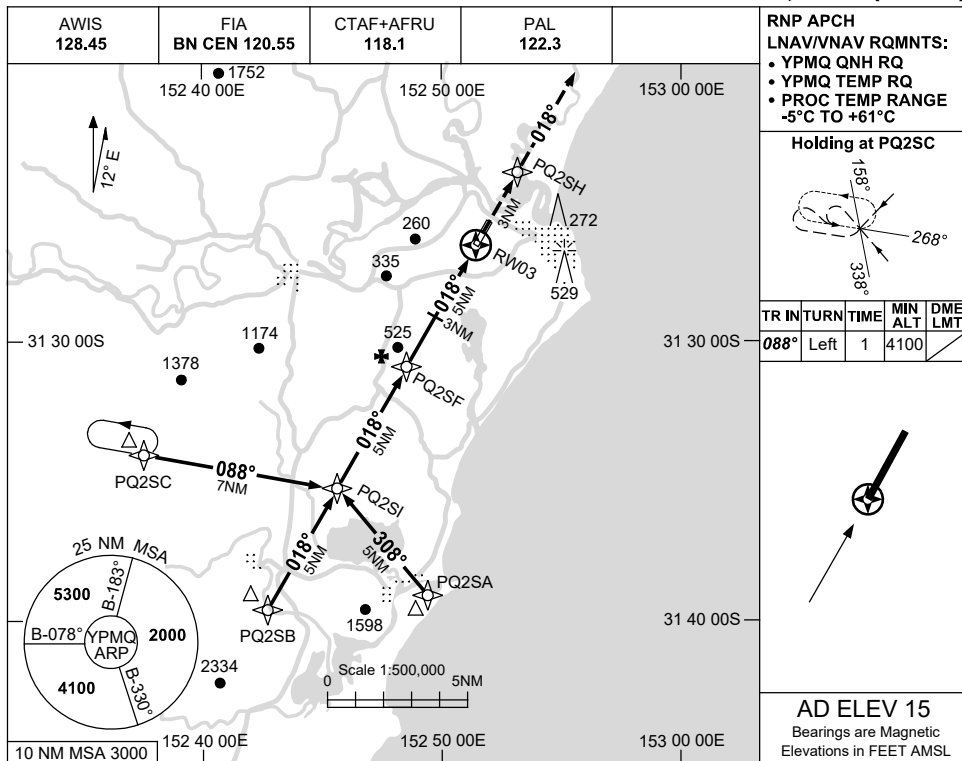 AWIS
128.45
FIA
BN CEN 120.55
CTAF+AFRU
118.1
PAL
122.3
RNP APCH
LNAV/VNAV RQMNTS:
• YPMQ QNH RQ
• YPMQ TEMP RQ
• PROC TEMP RANGE
-5°C TO +61°C
Holding at PQ2SC
158°
268°
338°
TR IN TURN TIME MIN ALT DME LMT
088° Left 1 4100
AD ELEV 15
Bearings are Magnetic
Elevations in FEET AMSL
1752
152 40 00E
152 50 00E
153 00 00E
12° E
018°
PQ2SH
3NM
272
260
RW03
335
529
018°
5NM
3NM
31 30 00S
31 30 00S
1174
525
1378
PQ2SF
018°
5NM
PQ2SC
088°
7NM
PQ2SI
018°
5NM
308°
5NM
PQ2SA
PQ2SB
1598
31 40 00S
2334
25 NM MSA
5300
B-183°
B-078°
YPMQ
ARP
2000
4100
B-330°
Scale 1:500,000
0
5NM
10 NM MSA 3000
152 40 00E
152 50 00E
153 00 00E